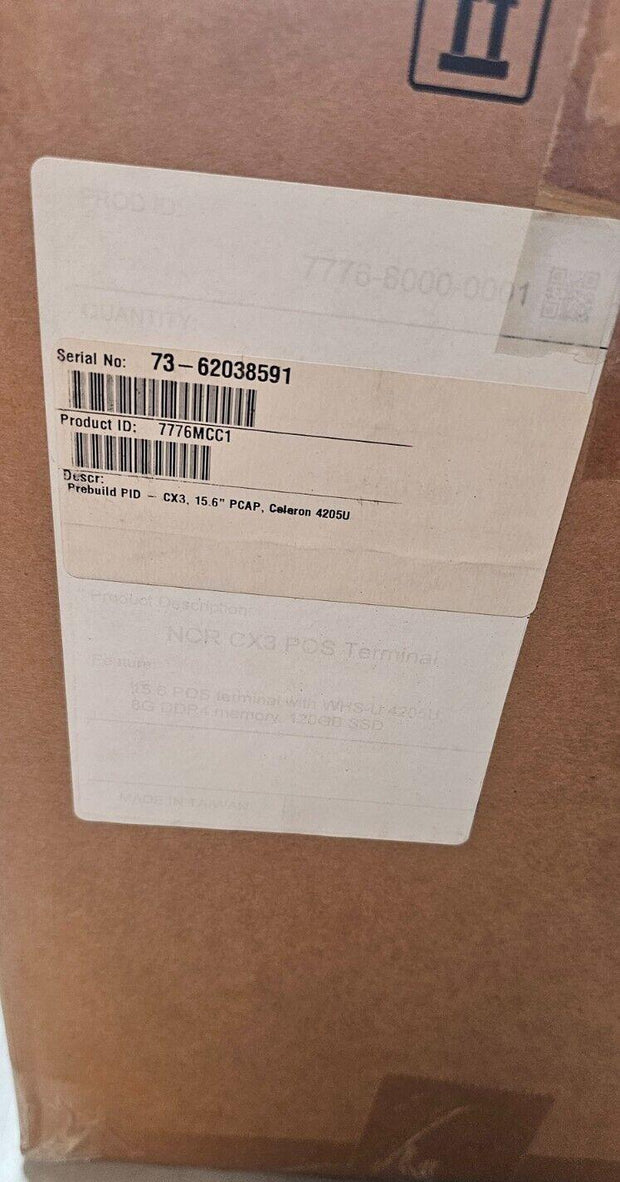 PROD ID:
7776-8000-0001
QUANTITY:
Serial No: 73-62038591
Product ID: 7776MCC1
Descr:
Prebuild PID - CX3, 15.6" PCAP, Celeron 4205U
Product Description:
NCR CX3 POS Terminal
Feature:
15.6 POS terminal with WHS-U 4205U,
8G DDR4 memory, 120GB SSD
MADE IN TAIWAN